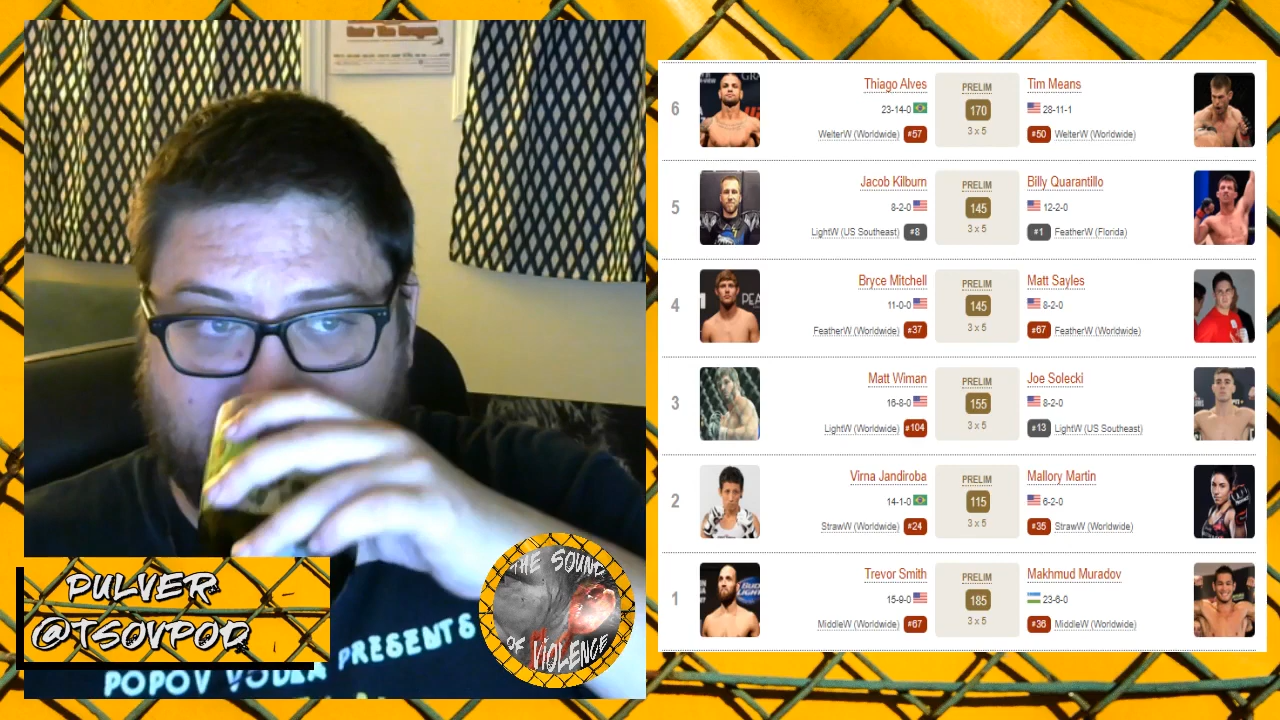 PULVER
@TSOVPOD
PRESENTS
POPOV VODKA
THE SOUND
OF VIOLENCE
6
Thiago Alves
23-14-0
WelterW (Worldwide) #57
PRELIM
170
3 x 5
Tim Means
28-11-1
#50 WelterW (Worldwide)
5
Jacob Kilburn
8-2-0
LightW (US Southeast) #8
PRELIM
145
3 x 5
Billy Quarantillo
12-2-0
#1 FeatherW (Florida)
4
Bryce Mitchell
11-0-0
FeatherW (Worldwide) #37
PRELIM
145
3 x 5
Matt Sayles
8-2-0
#67 FeatherW (Worldwide)
3
Matt Wiman
16-8-0
LightW (Worldwide) #104
PRELIM
155
3 x 5
Joe Solecki
8-2-0
#13 LightW (US Southeast)
2
Virna Jandiroba
14-1-0
StrawW (Worldwide) #24
PRELIM
115
3 x 5
Mallory Martin
6-2-0
#35 StrawW (Worldwide)
1
Trevor Smith
15-9-0
MiddleW (Worldwide) #67
PRELIM
185
3 x 5
Makhmud Muradov
23-6-0
#36 MiddleW (Worldwide)